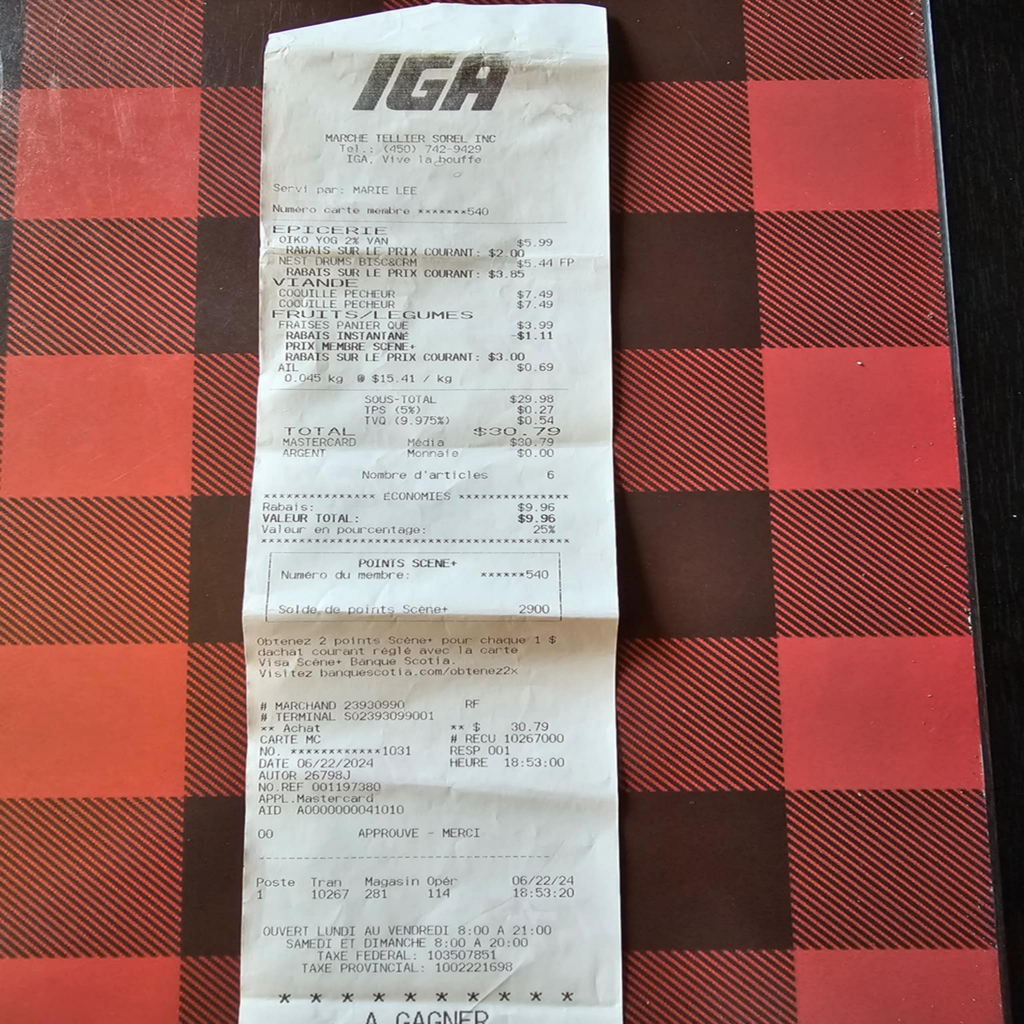 IGA
MARCHE TELLIER SOREL INC
Tel.: (450) 742-9429
IGA, Vive la bouffe
Servi par: MARIE LEE
Numéro carte membre *******540
EPICERIE
OIKO YOG 2% VAN $5.99
RABAIS SUR LE PRIX COURANT: $2.00
NEST DRUMS BISC&CRM $5.44 FP
RABAIS SUR LE PRIX COURANT: $3.85
VIANDE
COQUILLE PECHEUR $7.49
COQUILLE PECHEUR $7.49
FRUITS/LEGUMES
FRAISES PANIER QUE $3.99
RABAIS INSTANTANÉ -$1.11
PRIX MEMBRE SCENE+
RABAIS SUR LE PRIX COURANT: $3.00
AIL $0.69
0.045 kg @ $15.41 / kg
SOUS-TOTAL $29.98
TPS (5%) $0.27
TVQ (9.975%) $0.54
TOTAL $30.79
MASTERCARD Média $30.79
ARGENT Monnaie $0.00
Nombre d'articles 6
*************** ÉCONOMIES ***************
Rabais: $9.96
VALEUR TOTAL: $9.96
Valeur en pourcentage: 25%
******************************************
POINTS SCENE+
Numéro du membre: ******540
Solde de points Scène+ 2900
Obtenez 2 points Scène+ pour chaque 1 $
dachat courant réglé avec la carte
Visa Scène+ Banque Scotia.
Visitez banquescotia.com/obtenez2x
# MARCHAND 23930990 RF
# TERMINAL S02393099001
** Achat ** $ 30.79
CARTE MC # RECU 10267000
NO. ************1031 RESP 001
DATE 06/22/2024 HEURE 18:53:00
AUTOR 26798J
NO.REF 001197380
APPL.Mastercard
AID A0000000041010
00 APPROUVE - MERCI
Poste Tran Magasin Opér 06/22/24
1 10267 281 114 18:53:20
OUVERT LUNDI AU VENDREDI 8:00 A 21:00
SAMEDI ET DIMANCHE 8:00 A 20:00
TAXE FEDERAL: 103507851
TAXE PROVINCIAL: 1002221698
* * * * * * * * * *
A GAGNER